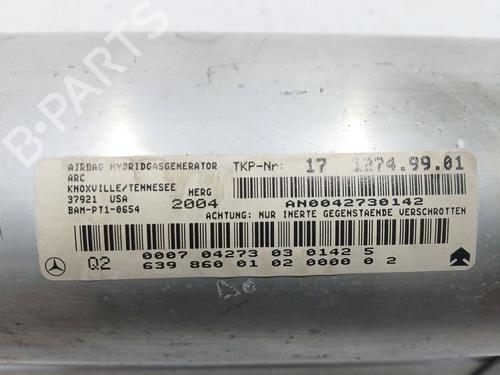 AIRBAG HYBRIDGASGENERATOR
ARC
KNOXVILLE/TENNESEE
37921 USA
BAM-PT1-0654
HERG
2004
TKP-Nr: 17 1274.99.01
AN0042730142
ACHTUNG: NUR INERTE GEGENSTAENDE VERSCHROTTEN
Q2
0007 04273 03 0142 5
639 860 01 02 0000 0 2
B-PARTS